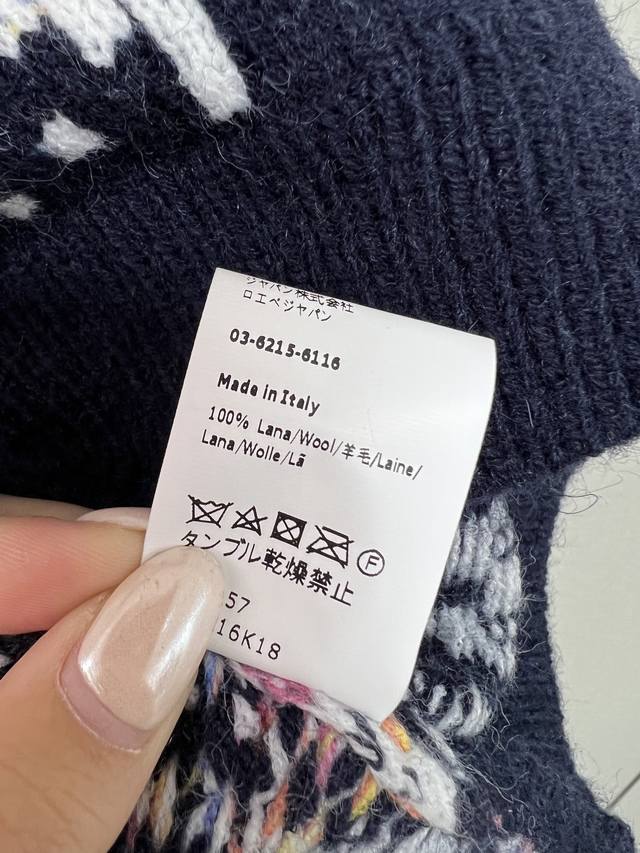 ジャパン株式会社
ロエベジャパン
03-6215-6116
Made in Italy
100% Lana/Wool/羊毛/Laine/
Lana/Wolle/Lã
F
タンブル乾燥禁止
57
16K18